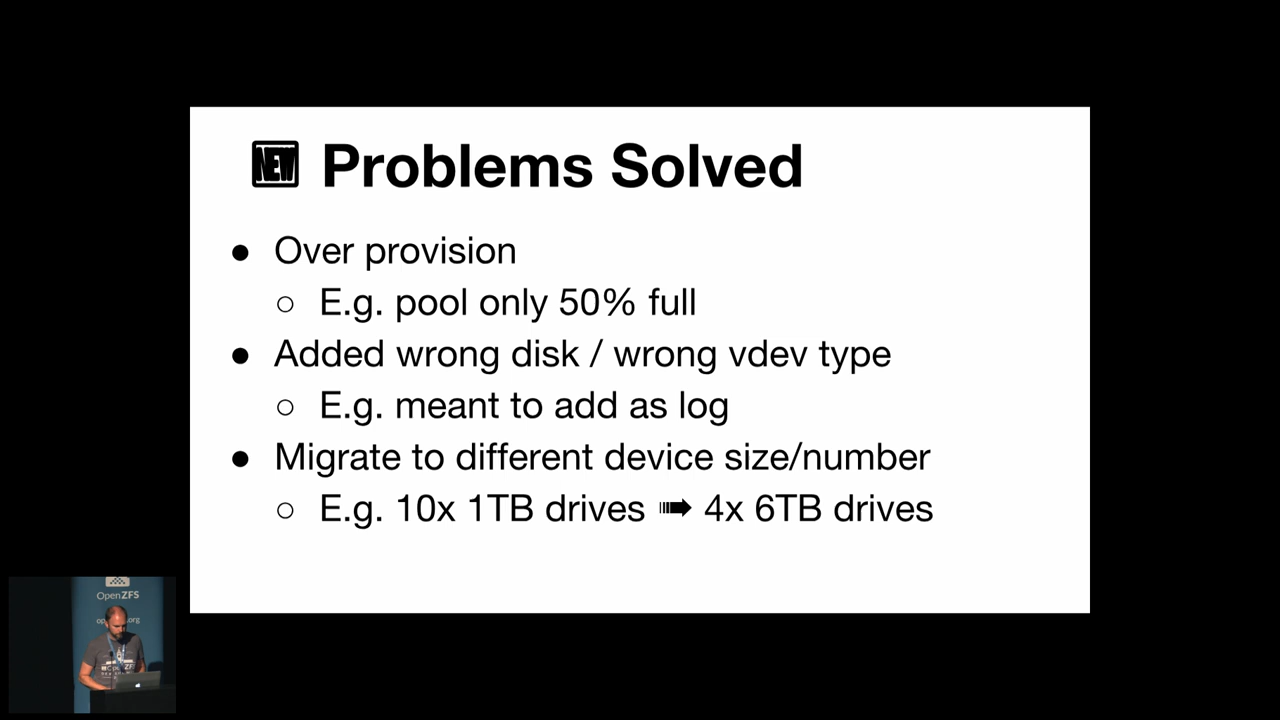 NEW Problems Solved
● Over provision
○ E.g. pool only 50% full
● Added wrong disk / wrong vdev type
○ E.g. meant to add as log
● Migrate to different device size/number
○ E.g. 10x 1TB drives ➠ 4x 6TB drives
OpenZFS
OpenZFS